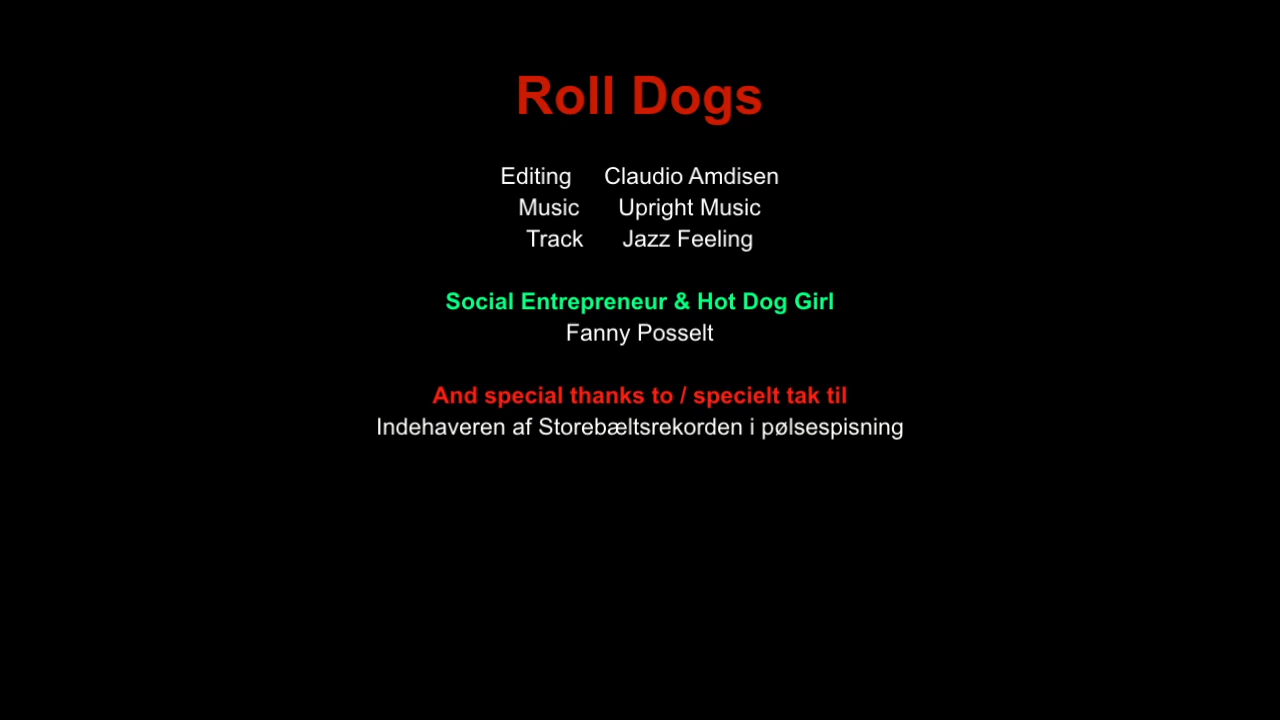 Roll Dogs
Editing Claudio Amdisen
Music Upright Music
Track Jazz Feeling
Social Entrepreneur & Hot Dog Girl
Fanny Posselt
And special thanks to / specielt tak til
Indehaveren af Storebæltsrekorden i pølsespisning